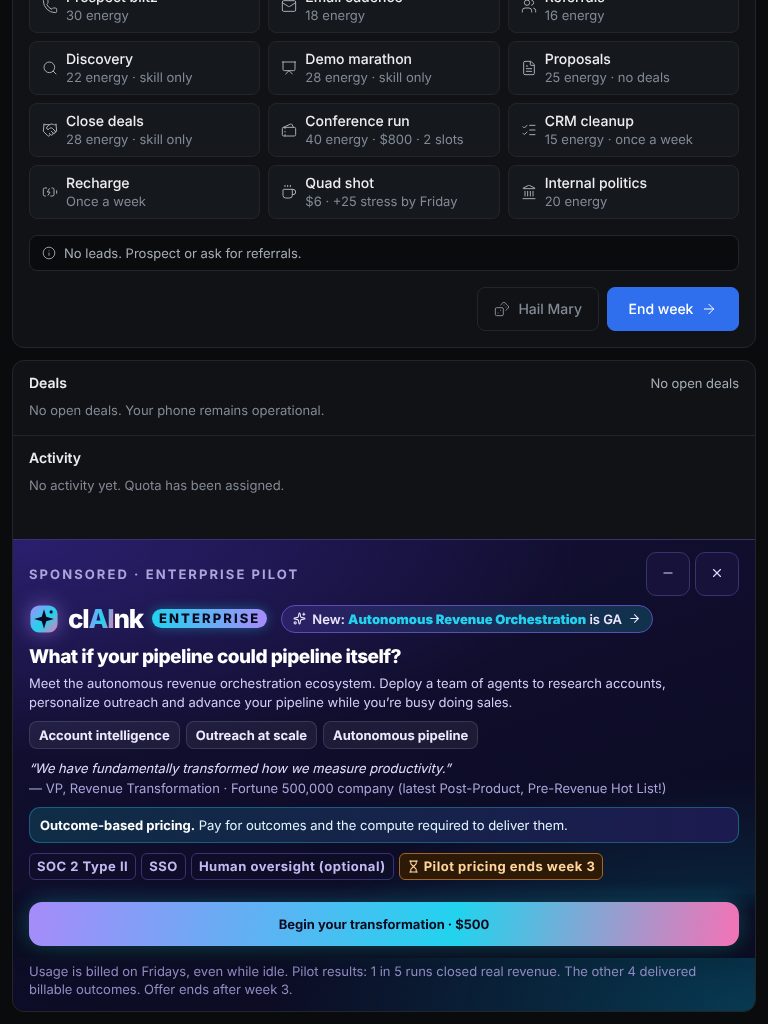 Prospect blitz
30 energy
Email cadence
18 energy
Referrals
16 energy
Discovery
22 energy · skill only
Demo marathon
28 energy · skill only
Proposals
25 energy · no deals
Close deals
28 energy · skill only
Conference run
40 energy · $800 · 2 slots
CRM cleanup
15 energy · once a week
Recharge
Once a week
Quad shot
$6 · +25 stress by Friday
Internal politics
20 energy
No leads. Prospect or ask for referrals.
Hail Mary
End week
Deals
No open deals
No open deals. Your phone remains operational.
Activity
No activity yet. Quota has been assigned.
SPONSORED · ENTERPRISE PILOT
clAInk ENTERPRISE
New: Autonomous Revenue Orchestration is GA
What if your pipeline could pipeline itself?
Meet the autonomous revenue orchestration ecosystem. Deploy a team of agents to research accounts,
personalize outreach and advance your pipeline while you’re busy doing sales.
Account intelligence
Outreach at scale
Autonomous pipeline
“We have fundamentally transformed how we measure productivity.”
— VP, Revenue Transformation · Fortune 500,000 company (latest Post-Product, Pre-Revenue Hot List!)
Outcome-based pricing. Pay for outcomes and the compute required to deliver them.
SOC 2 Type II
SSO
Human oversight (optional)
Pilot pricing ends week 3
Begin your transformation · $500
Usage is billed on Fridays, even while idle. Pilot results: 1 in 5 runs closed real revenue. The other 4 delivered
billable outcomes. Offer ends after week 3.